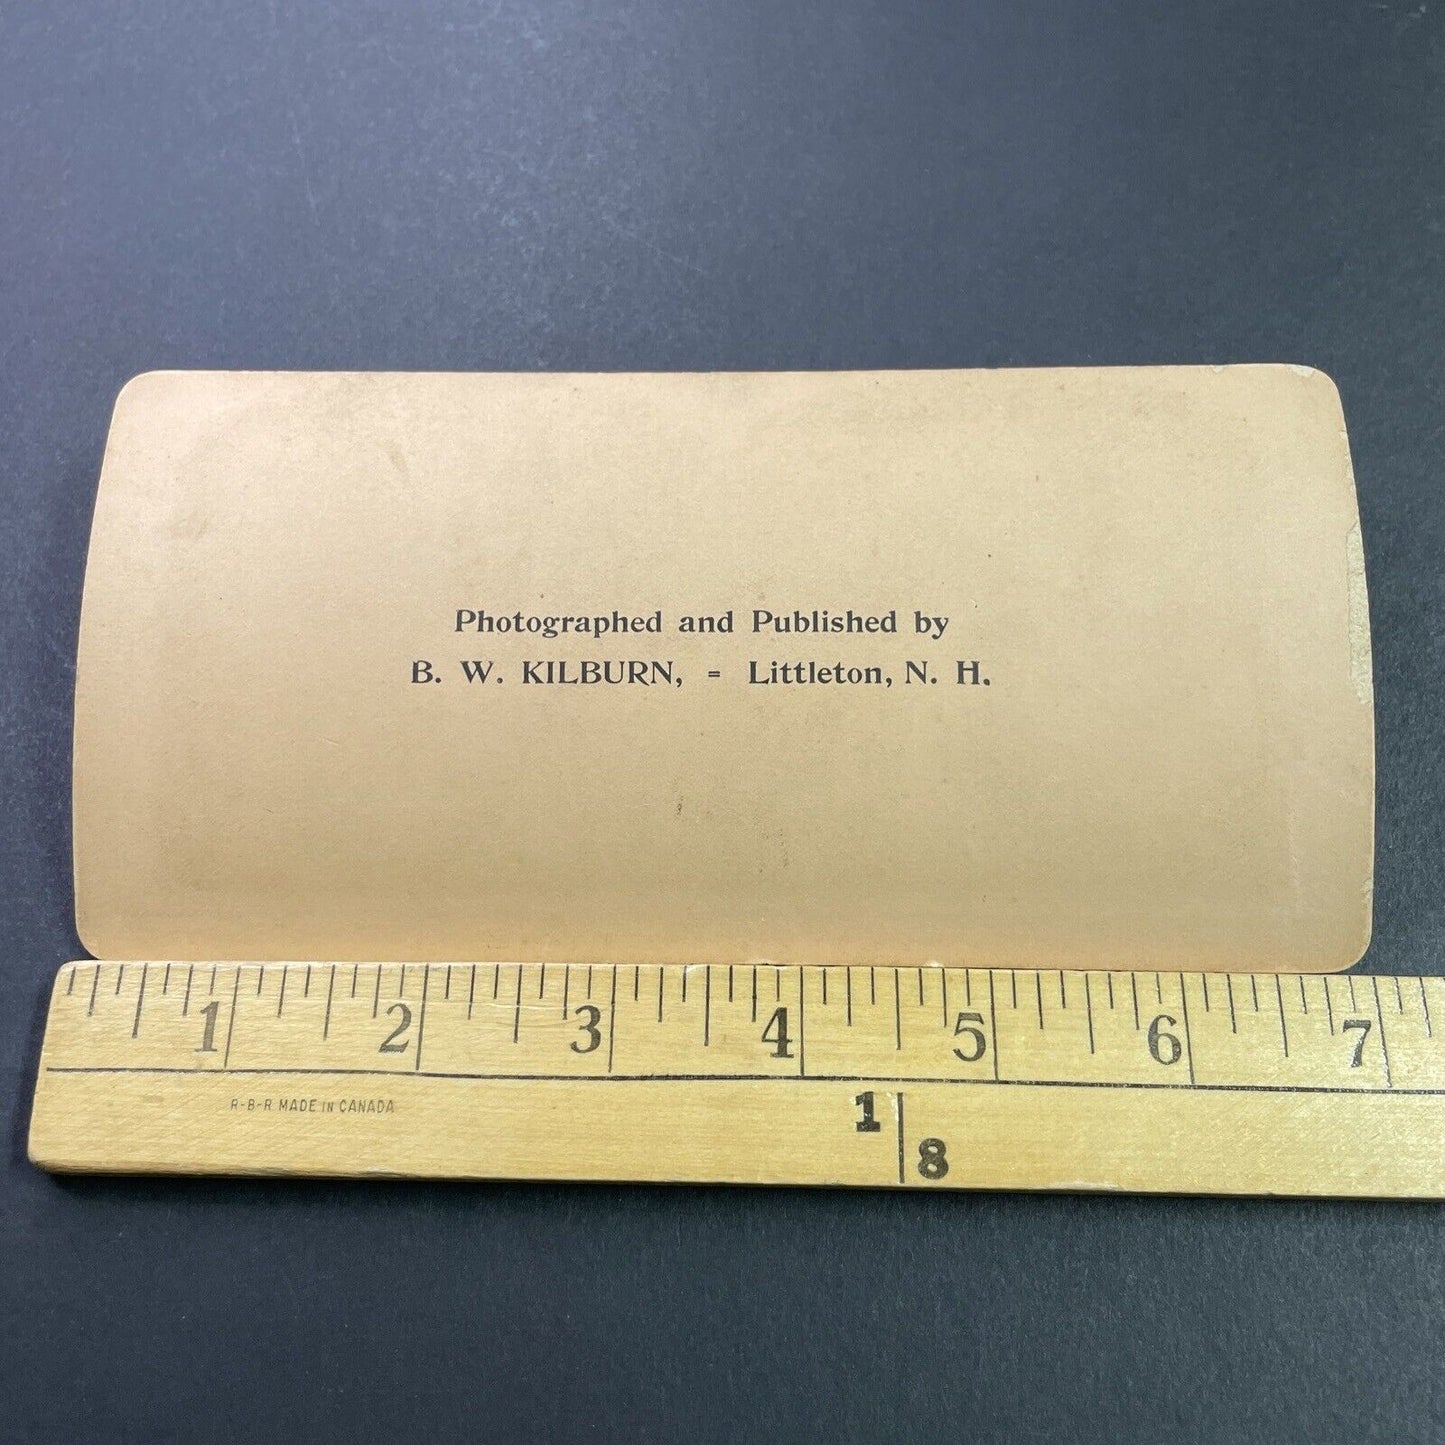 Photographed and Published by
B. W. KILBURN, = Littleton, N. H.
1 2 3 4 5 6 7
R-B-R MADE IN CANADA
1
8